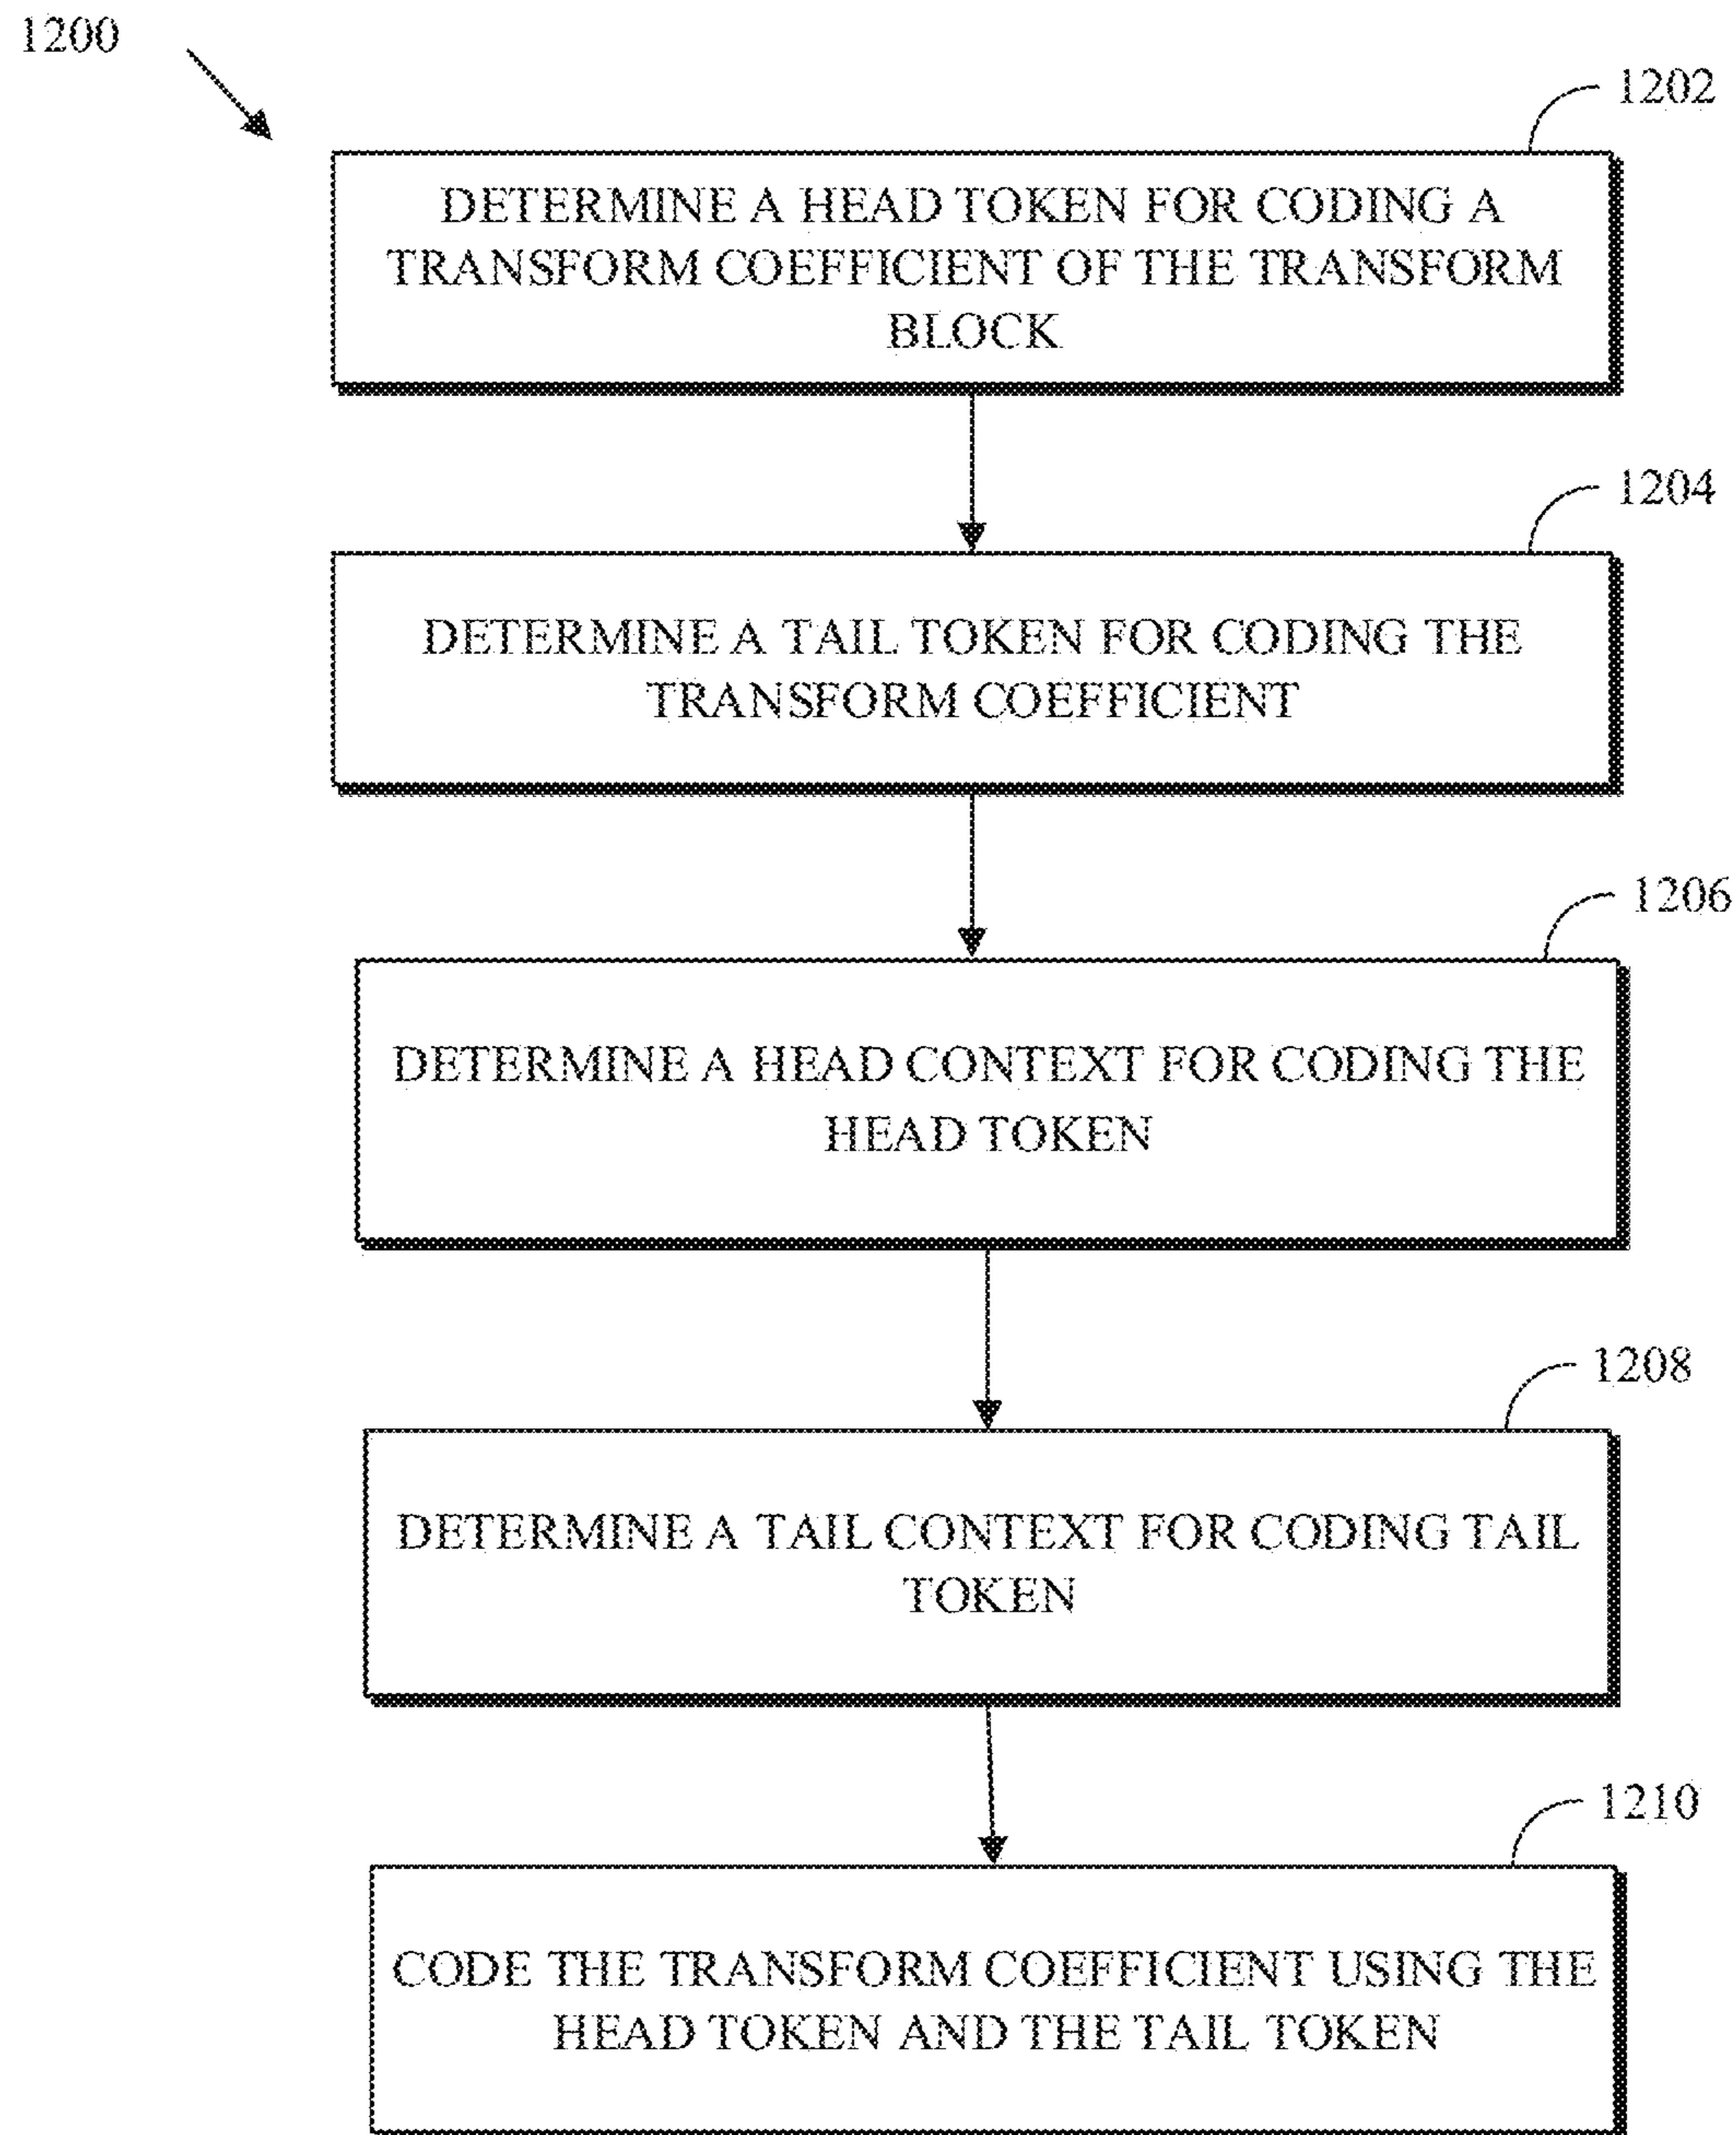 1200
1202
DETERMINE A HEAD TOKEN FOR CODING A
TRANSFORM COEFFICIENT OF THE TRANSFORM
BLOCK
1204
DETERMINE A TAIL TOKEN FOR CODING THE
TRANSFORM COEFFICIENT
1206
DETERMINE A HEAD CONTEXT FOR CODING THE
HEAD TOKEN
1208
DETERMINE A TAIL CONTEXT FOR CODING TAIL
TOKEN
1210
CODE THE TRANSFORM COEFFICIENT USING THE
HEAD TOKEN AND THE TAIL TOKEN